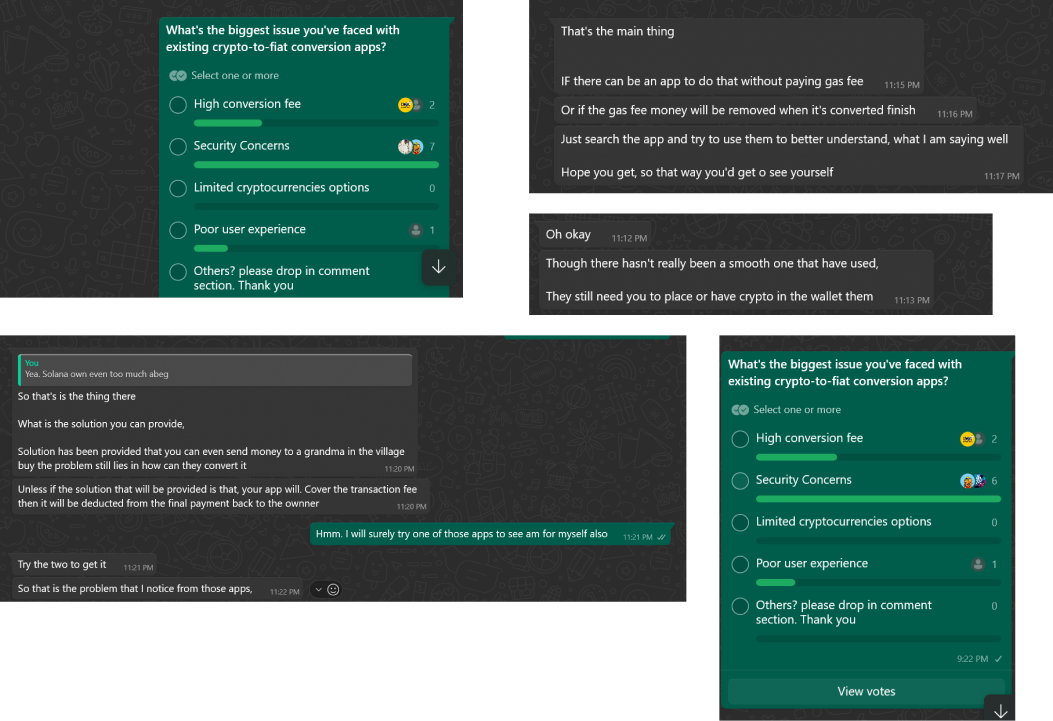 What's the biggest issue you've faced with
existing crypto-to-fiat conversion apps?
Select one or more
High conversion fee 2
Security Concerns 7
Limited cryptocurrencies options 0
Poor user experience 1
Others? please drop in comment
section. Thank you
That's the main thing
IF there can be an app to do that without paying gas fee 11:15 PM
Or if the gas fee money will be removed when it's converted finish 11:16 PM
Just search the app and try to use them to better understand, what I am saying well
Hope you get, so that way you'd get o see yourself 11:17 PM
Oh okay 11:12 PM
Though there hasn't really been a smooth one that have used,
They still need you to place or have crypto in the wallet them 11:13 PM
You
Yea. Solana own even too much abeg
So that's is the thing there
What is the solution you can provide,
Solution has been provided that you can even send money to a grandma in the village
buy the problem still lies in how can they convert it 11:20 PM
Unless if the solution that will be provided is that, your app will. Cover the transaction fee
then it will be deducted from the final payment back to the ownner 11:20 PM
Hmm. I will surely try one of those apps to see am for myself also 11:21 PM
Try the two to get it 11:21 PM
So that is the problem that I notice from those apps, 11:22 PM
What's the biggest issue you've faced with
existing crypto-to-fiat conversion apps?
Select one or more
High conversion fee 2
Security Concerns 6
Limited cryptocurrencies options 0
Poor user experience 1
Others? please drop in comment 0
section. Thank you
9:22 PM
View votes